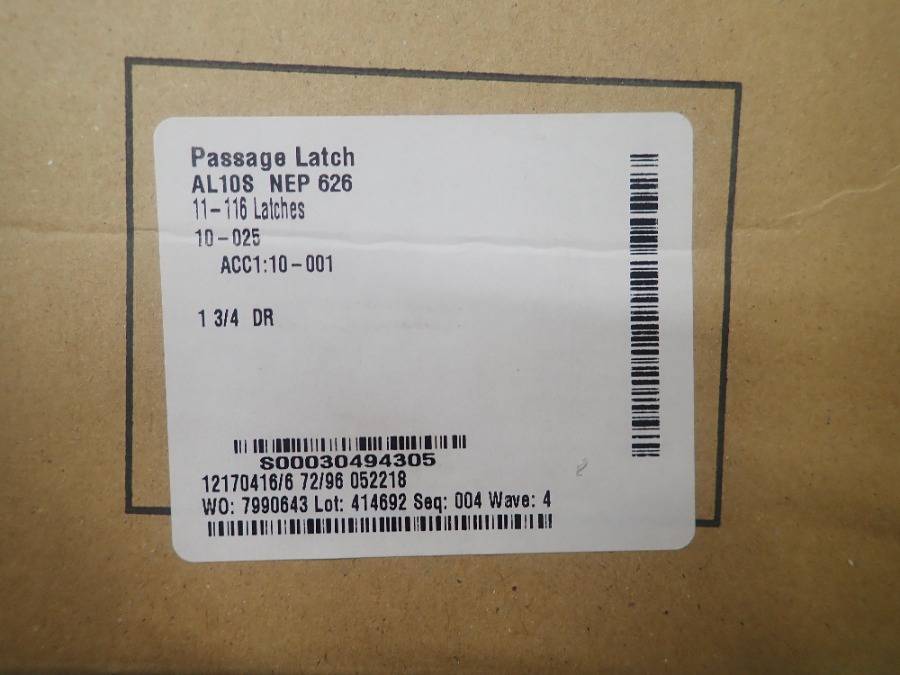 Passage Latch
AL10S NEP 626
11-116 Latches
10-025
ACC1:10-001
1 3/4 DR
S00030494305
12170416/6 72/96 052218
WO: 7990643 Lot: 414692 Seq: 004 Wave: 4